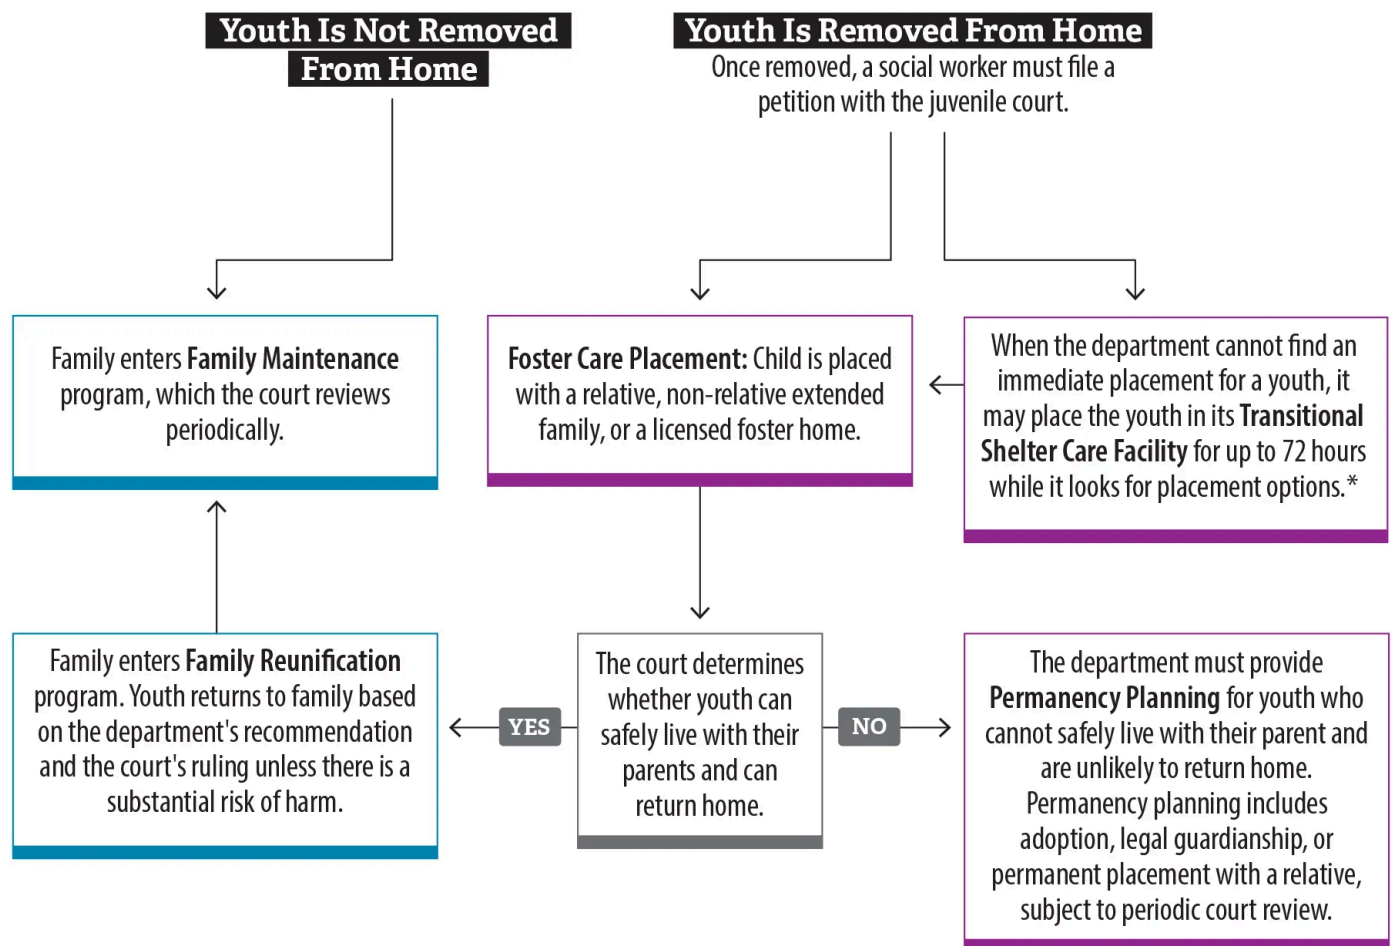 Youth Is Not Removed
From Home
Youth Is Removed From Home
Once removed, a social worker must file a
petition with the juvenile court.
Family enters Family Maintenance
program, which the court reviews
periodically.
Foster Care Placement: Child is placed
with a relative, non-relative extended
family, or a licensed foster home.
When the department cannot find an
immediate placement for a youth, it
may place the youth in its Transitional
Shelter Care Facility for up to 72 hours
while it looks for placement options.*
Family enters Family Reunification
program. Youth returns to family based
on the department's recommendation
and the court's ruling unless there is a
substantial risk of harm.
YES
The court determines
whether youth can
safely live with their
parents and can
return home.
NO
The department must provide
Permanency Planning for youth who
cannot safely live with their parent and
are unlikely to return home.
Permanency planning includes
adoption, legal guardianship, or
permanent placement with a relative,
subject to periodic court review.